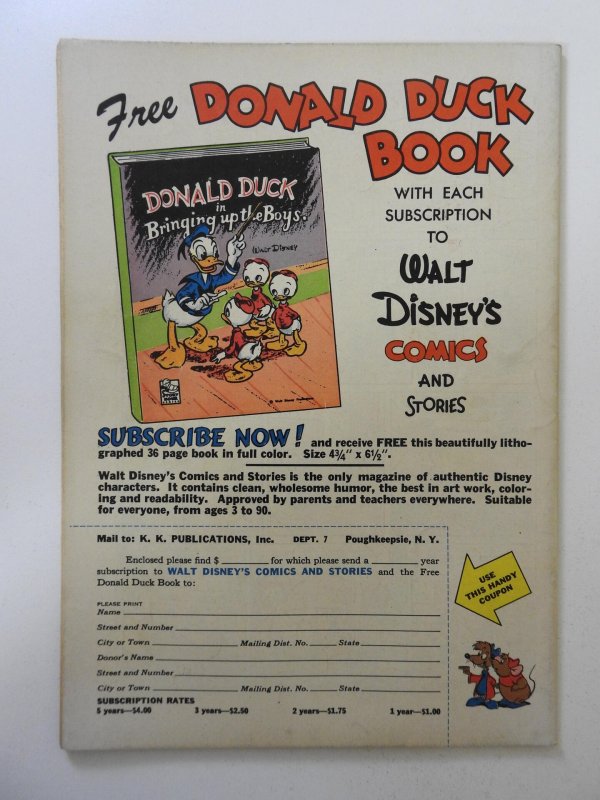 Free DONALD DUCK
BOOK
WITH EACH
SUBSCRIPTION
TO
WALT
DISNEY'S
COMICS
AND
STORIES
DONALD DUCK
in
Bringing up the Boys.
WALT DISNEY
SUBSCRIBE NOW! and receive FREE this beautifully litho-
graphed 36 page book in full color. Size 4¾" x 6½".
Walt Disney's Comics and Stories is the only magazine of authentic Disney
characters. It contains clean, wholesome humor, the best in art work, color-
ing and readability. Approved by parents and teachers everywhere. Suitable
for everyone, from ages 3 to 90.
Mail to: K. K. PUBLICATIONS, Inc. DEPT. 7 Poughkeepsie, N. Y.
Enclosed please find $ for which please send a year
subscription to WALT DISNEY'S COMICS AND STORIES and the Free
Donald Duck Book to:
PLEASE PRINT
Name
Street and Number
City or Town Mailing Dist. No. State
Donor's Name
Street and Number
City or Town Mailing Dist. No. State
SUBSCRIPTION RATES
5 years—$4.00 3 years—$2.50 2 years—$1.75 1 year—$1.00
USE
THIS HANDY
COUPON